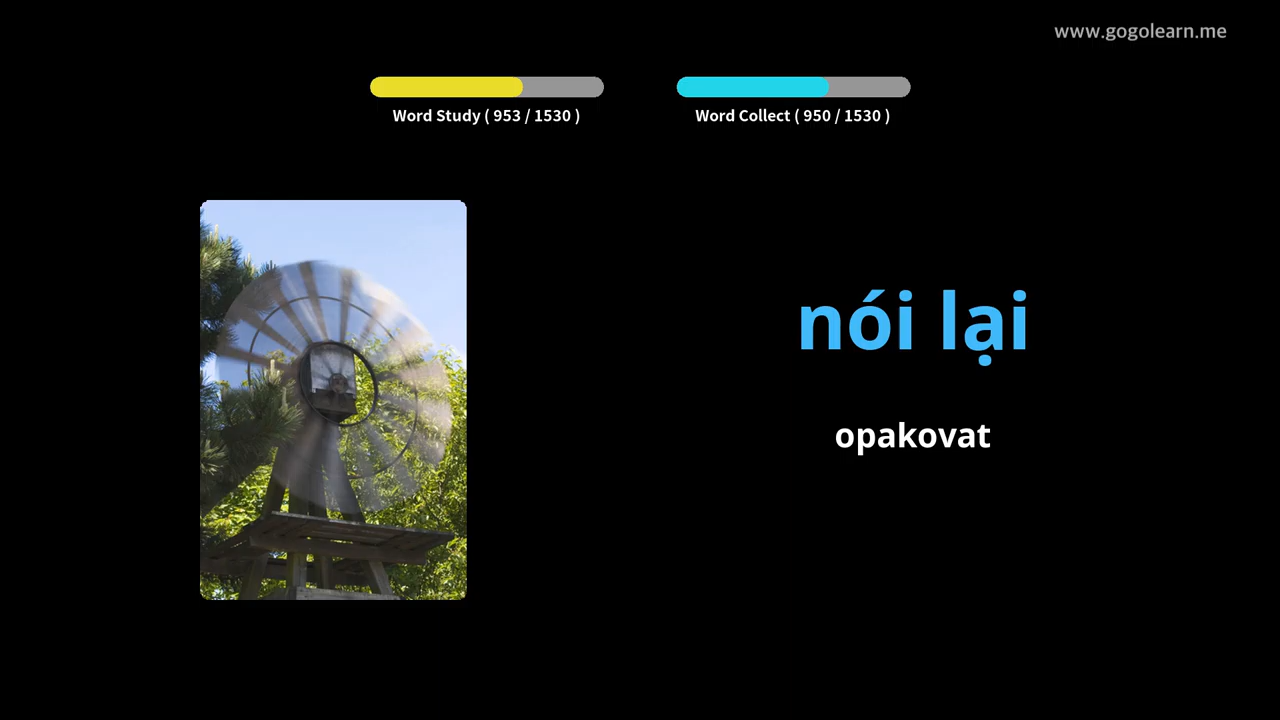 www.gogolearn.me
Word Study ( 953 / 1530 )
Word Collect ( 950 / 1530 )
nói lại
opakovat